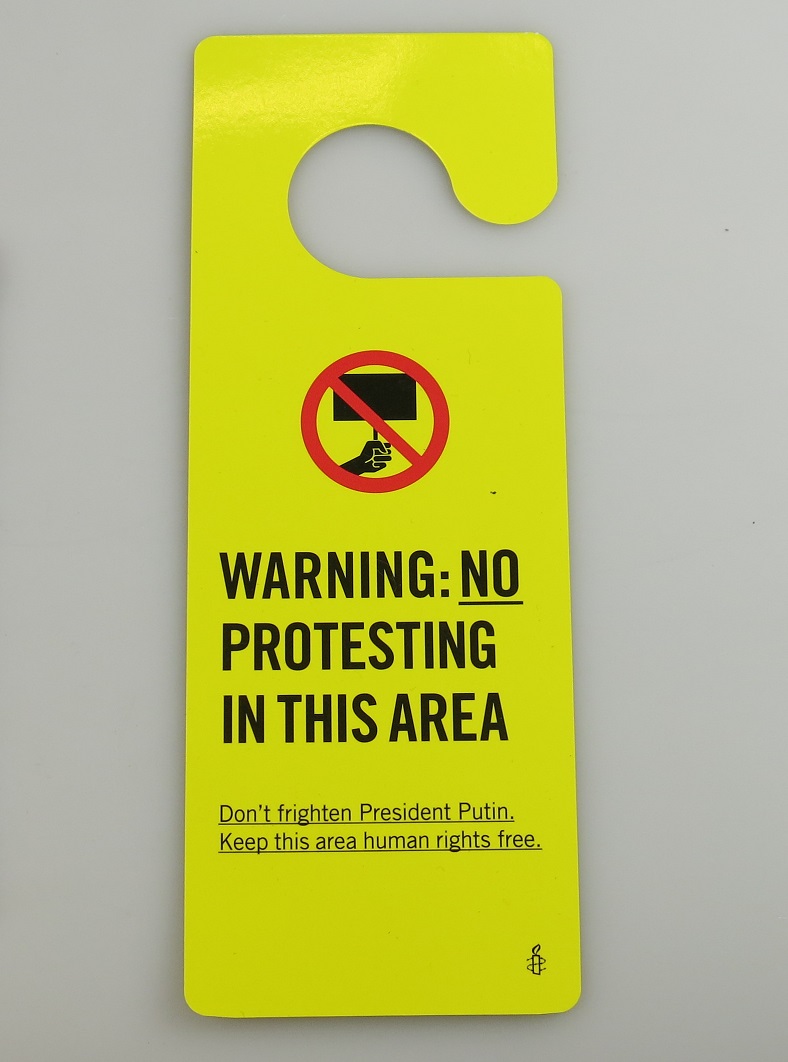 WARNING: NO
PROTESTING
IN THIS AREA
Don't frighten President Putin.
Keep this area human rights free.